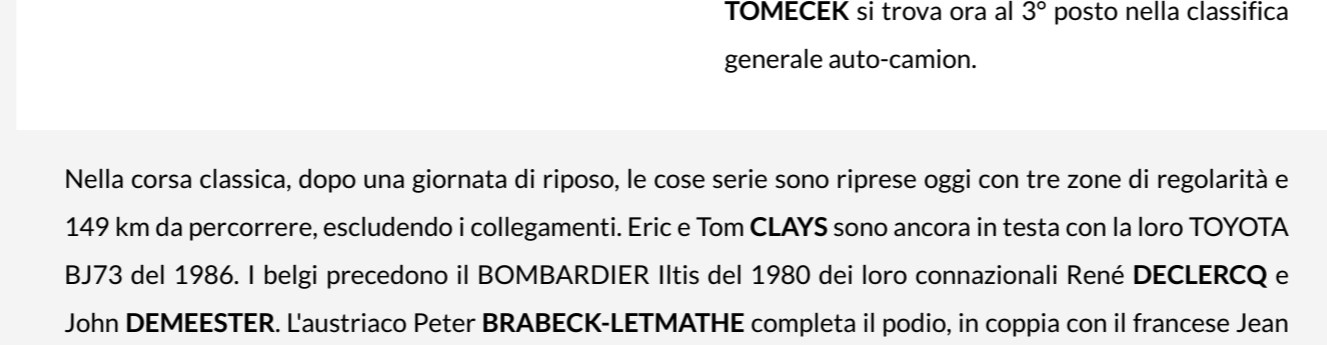 TOMECEK si trova ora al 3° posto nella classifica
generale auto-camion.
Nella corsa classica, dopo una giornata di riposo, le cose serie sono riprese oggi con tre zone di regolarità e
149 km da percorrere, escludendo i collegamenti. Eric e Tom CLAYS sono ancora in testa con la loro TOYOTA
BJ73 del 1986. I belgi precedono il BOMBARDIER Iltis del 1980 dei loro connazionali René DECLERCQ e
John DEMEESTER. L'austriaco Peter BRABECK-LETMATHE completa il podio, in coppia con il francese Jean